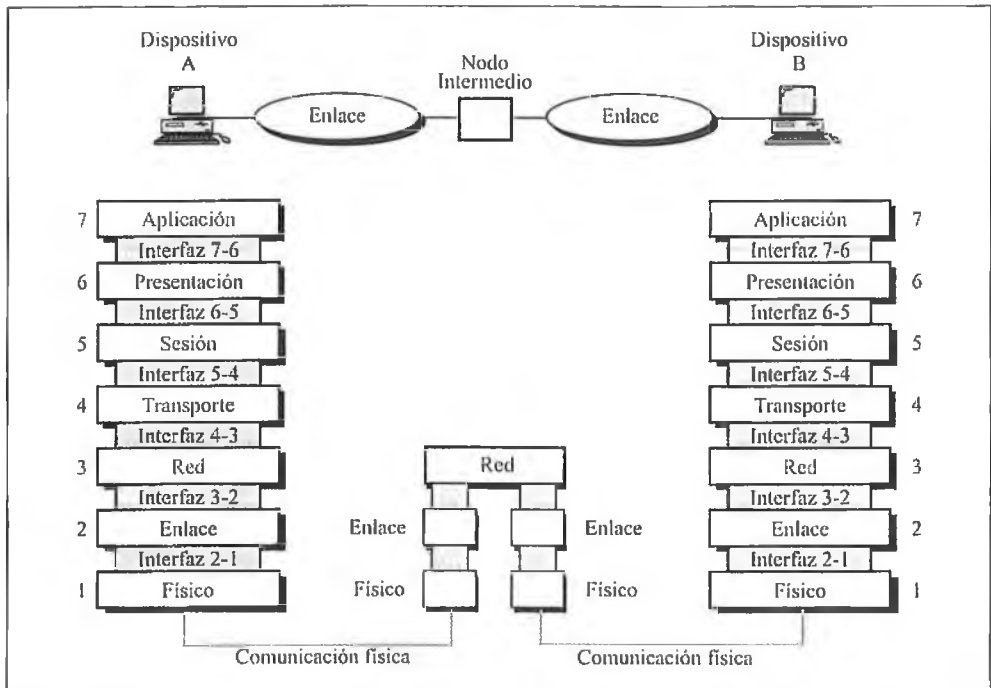 Dispositivo
A
Nodo
Intermedio
Dispositivo
B
Enlace
Enlace
7 Aplicación
Interfaz 7-6
6 Presentación
Interfaz 6-5
5 Sesión
Interfaz 5-4
4 Transporte
Interfaz 4-3
3 Red
Interfaz 3-2
2 Enlace
Interfaz 2-1
1 Físico
Red
Enlace
Enlace
Físico
Físico
Aplicación 7
Interfaz 7-6
Presentación 6
Interfaz 6-5
Sesión 5
Interfaz 5-4
Transporte 4
Interfaz 4-3
Red 3
Interfaz 3-2
Enlace 2
Interfaz 2-1
Físico 1
Comunicación física
Comunicación física